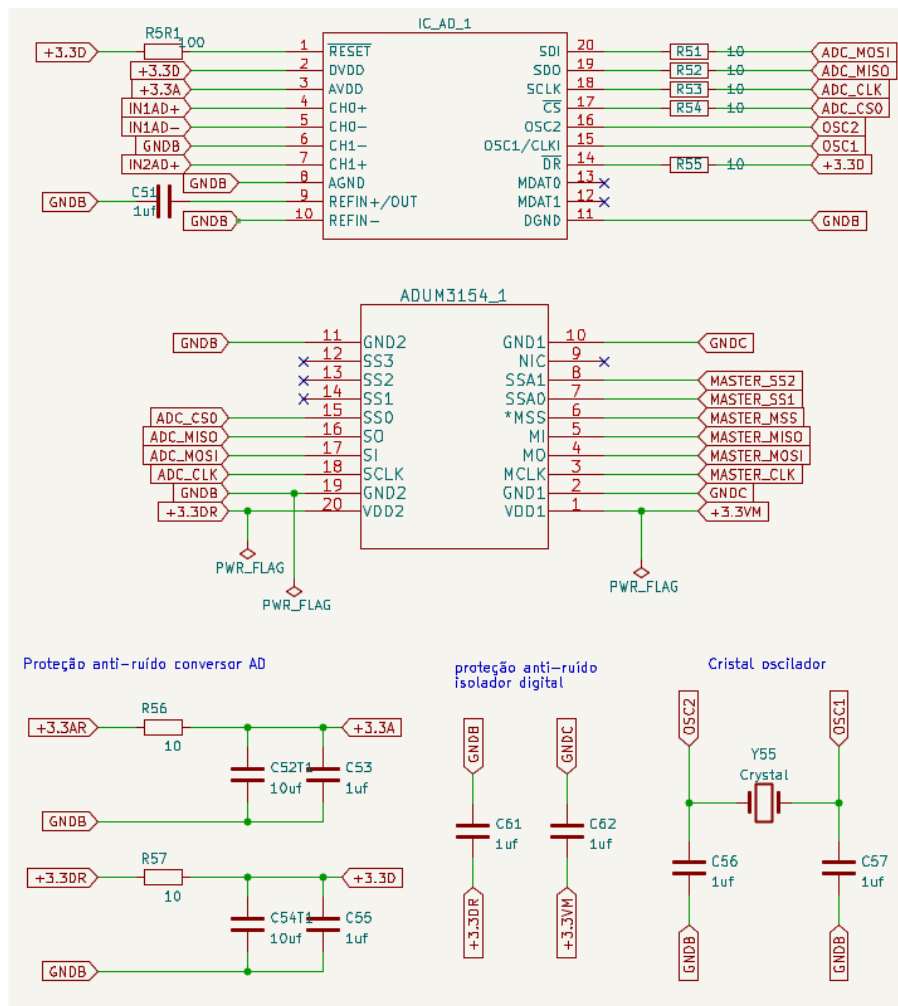 IC_AD_1
R5R1
100
+3.3D
1 RESET
+3.3D 2 DVDD
+3.3A 3 AVDD
IN1AD+ 4 CH0+
IN1AD- 5 CH0-
GNDB 6 CH1-
IN2AD+ 7 CH1+
GNDB 8 AGND
C51
1uf
GNDB 9 REFIN+/OUT
GNDB 10 REFIN-
SDI 20 R51 10 ADC_MOSI
SDO 19 R52 10 ADC_MISO
SCLK 18 R53 10 ADC_CLK
CS 17 R54 10 ADC_CS0
OSC2 16 OSC2
OSC1/CLKI 15 OSC1
DR 14 R55 10 +3.3D
MDAT0 13
MDAT1 12
DGND 11 GNDB
ADUM3154_1
GNDB 11 GND2
12 SS3
13 SS2
14 SS1
ADC_CS0 15 SS0
ADC_MISO 16 SO
ADC_MOSI 17 SI
ADC_CLK 18 SCLK
GNDB 19 GND2
+3.3DR 20 VDD2
PWR_FLAG
PWR_FLAG
GND1 10 GNDC
NIC 9
SSA1 8 MASTER_SS2
SSA0 7 MASTER_SS1
*MSS 6 MASTER_MSS
MI 5 MASTER_MISO
MO 4 MASTER_MOSI
MCLK 3 MASTER_CLK
GND1 2 GNDC
VDD1 1 +3.3VM
PWR_FLAG
Proteção anti-ruído conversor AD
R56
+3.3AR 10 +3.3A
C52T1 C53
10uf 1uf
GNDB
R57
+3.3DR 10 +3.3D
C54T1 C55
10uf 1uf
GNDB
proteção anti-ruído
isolador digital
GNDB GNDC
C61 C62
1uf 1uf
+3.3DR +3.3VM
Cristal oscilador
OSC2 OSC1
Y55
Crystal
C56 C57
1uf 1uf
GNDB GNDB